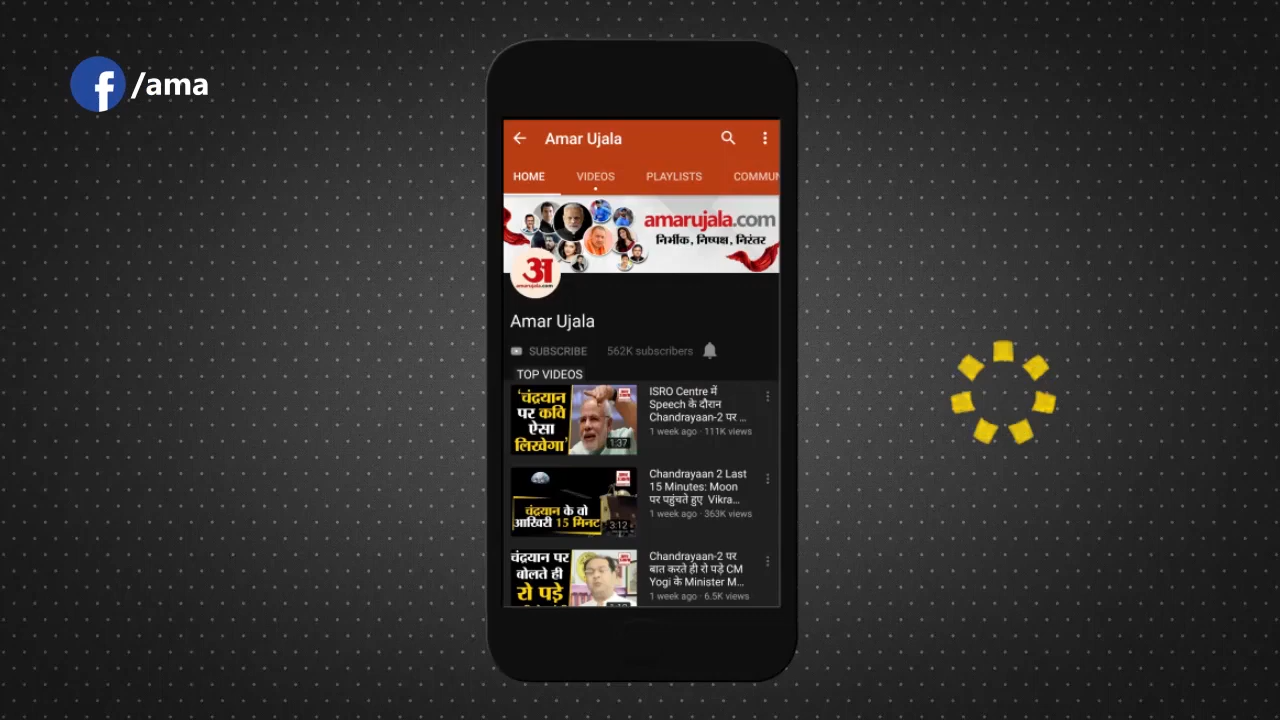 /ama
Amar Ujala
HOME VIDEOS PLAYLISTS COMMUN
amarujala.com
निर्भीक, निष्पक्ष, निरंतर
अ
amarujala.com
Amar Ujala
SUBSCRIBE 562K subscribers
TOP VIDEOS
'चंद्रयान
पर कवि
ऐसा
लिखेगा'
1:37
ISRO Centre में
Speech के दौरान
Chandrayaan-2 पर ...
1 week ago · 111K views
चंद्रयान के वो
आखिरी 15 मिनट
3:12
Chandrayaan 2 Last
15 Minutes: Moon
पर पहुंचते हुए Vikra...
1 week ago · 363K views
चंद्रयान पर
बोलते ही
रो पड़े
Chandrayaan-2 पर
बात करते ही रो पड़े CM
Yogi के Minister M...
1 week ago · 6.5K views